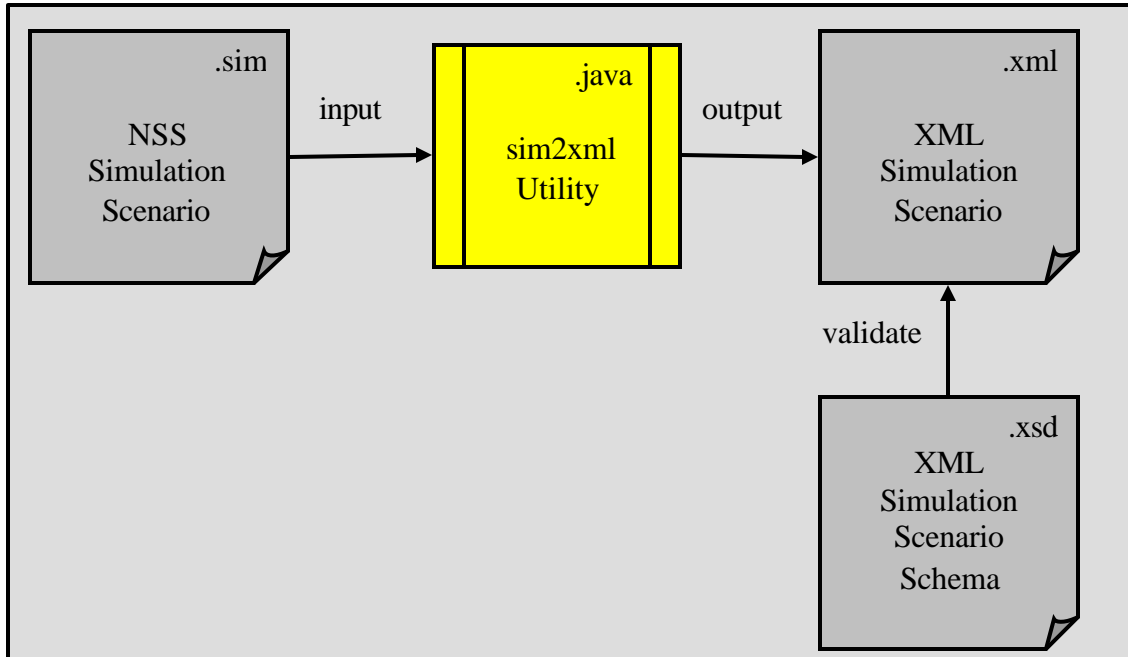 .sim
NSS
Simulation
Scenario
input
.java
sim2xml
Utility
output
.xml
XML
Simulation
Scenario
validate
.xsd
XML
Simulation
Scenario
Schema